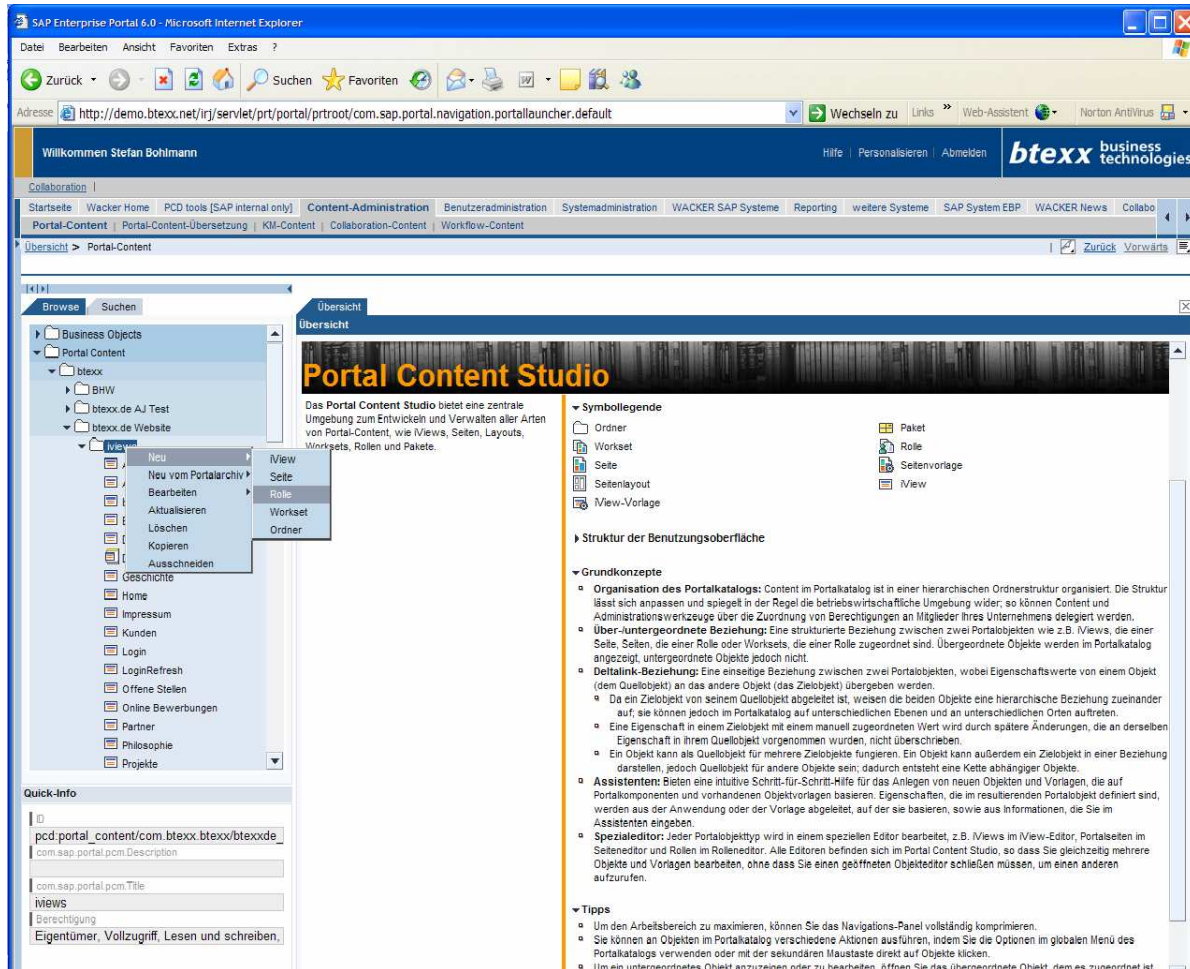 SAP Enterprise Portal 6.0 - Microsoft Internet Explorer
Datei Bearbeiten Ansicht Favoriten Extras ?
Zurück Suchen Favoriten
Adresse http://demo.btexx.net/irj/servlet/prt/portal/prtroot/com.sap.portal.navigation.portallauncher.default Wechseln zu Links » Web-Assistent Norton AntiVirus
Willkommen Stefan Bohlmann Hilfe | Personalisieren | Abmelden btexx business technologies
Collaboration |
Startseite Wacker Home PCD tools [SAP internal only] Content-Administration Benutzeradministration Systemadministration WACKER SAP Systeme Reporting weitere Systeme SAP System EBP WACKER News Collabo
Portal-Content | Portal-Content-Übersetzung | KM-Content | Collaboration-Content | Workflow-Content
Übersicht > Portal-Content | Zurück Vorwärts
Browse Suchen
Business Objects
Portal Content
btexx
BHW
btexx.de AJ Test
btexx.de Website
iviews
Neu
Neu vom Portalarchiv
Bearbeiten
Aktualisieren
Löschen
Kopieren
Ausschneiden
iView
Seite
Rolle
Workset
Ordner
Geschichte
Home
Impressum
Kunden
Login
LoginRefresh
Offene Stellen
Online Bewerbungen
Partner
Philosophie
Projekte
Quick-Info
ID
pcd:portal_content/com.btexx.btexx/btexxde_
com.sap.portal.pcm.Description
com.sap.portal.pcm.Title
iviews
Berechtigung
Eigentümer, Vollzugriff, Lesen und schreiben,
Übersicht
Übersicht
Portal Content Studio
Das Portal Content Studio bietet eine zentrale
Umgebung zum Entwickeln und Verwalten aller Arten
von Portal-Content, wie iViews, Seiten, Layouts,
Worksets, Rollen und Pakete.
Symbollegende
Ordner Paket
Workset Rolle
Seite Seitenvorlage
Seitenlayout iView
iView-Vorlage
Struktur der Benutzungsoberfläche
Grundkonzepte
Organisation des Portalkatalogs: Content im Portalkatalog ist in einer hierarchischen Ordnerstruktur organisiert. Die Struktur
lässt sich anpassen und spiegelt in der Regel die betriebswirtschaftliche Umgebung wider; so können Content und
Administrationswerkzeuge über die Zuordnung von Berechtigungen an Mitglieder Ihres Unternehmens delegiert werden.
Über-/untergeordnete Beziehung: Eine strukturierte Beziehung zwischen zwei Portalobjekten wie z.B. iViews, die einer
Seite, Seiten, die einer Rolle oder Worksets, die einer Rolle zugeordnet sind. Übergeordnete Objekte werden im Portalkatalog
angezeigt, untergeordnete Objekte jedoch nicht.
Deltalink-Beziehung: Eine einseitige Beziehung zwischen zwei Portalobjekten, wobei Eigenschaftswerte von einem Objekt
(dem Quellobjekt) an das andere Objekt (das Zielobjekt) übergeben werden.
Da ein Zielobjekt von seinem Quellobjekt abgeleitet ist, weisen die beiden Objekte eine hierarchische Beziehung zueinander
auf; sie können jedoch im Portalkatalog auf unterschiedlichen Ebenen und an unterschiedlichen Orten auftreten.
Eine Eigenschaft in einem Zielobjekt mit einem manuell zugeordneten Wert wird durch spätere Änderungen, die an derselben
Eigenschaft in ihrem Quellobjekt vorgenommen wurden, nicht überschrieben.
Ein Objekt kann als Quellobjekt für mehrere Zielobjekte fungieren. Ein Objekt kann außerdem ein Zielobjekt in einer Beziehung
darstellen, jedoch Quellobjekt für andere Objekte sein; dadurch entsteht eine Kette abhängiger Objekte.
Assistenten: Bieten eine intuitive Schritt-für-Schritt-Hilfe für das Anlegen von neuen Objekten und Vorlagen, die auf
Portalkomponenten und vorhandenen Objektvorlagen basieren. Eigenschaften, die im resultierenden Portalobjekt definiert sind,
werden aus der Anwendung oder der Vorlage abgeleitet, auf der sie basieren, sowie aus Informationen, die Sie im
Assistenten eingeben.
Spezialeditor: Jeder Portalobjekttyp wird in einem speziellen Editor bearbeitet, z.B. iViews im iView-Editor, Portalseiten im
Seiteneditor und Rollen im Rolleneditor. Alle Editoren befinden sich im Portal Content Studio, so dass Sie gleichzeitig mehrere
Objekte und Vorlagen bearbeiten, ohne dass Sie einen geöffneten Objekteditor schließen müssen, um einen anderen
aufzurufen.
Tipps
Um den Arbeitsbereich zu maximieren, können Sie das Navigations-Panel vollständig komprimieren.
Sie können an Objekten im Portalkatalog verschiedene Aktionen ausführen, indem Sie die Optionen im globalen Menü des
Portalkatalogs verwenden oder mit der sekundären Maustaste direkt auf Objekte klicken.
Um ein untergeordnetes Objekt anzuzeigen oder zu bearbeiten, öffnen Sie das übergeordnete Objekt, dem es zugeordnet ist